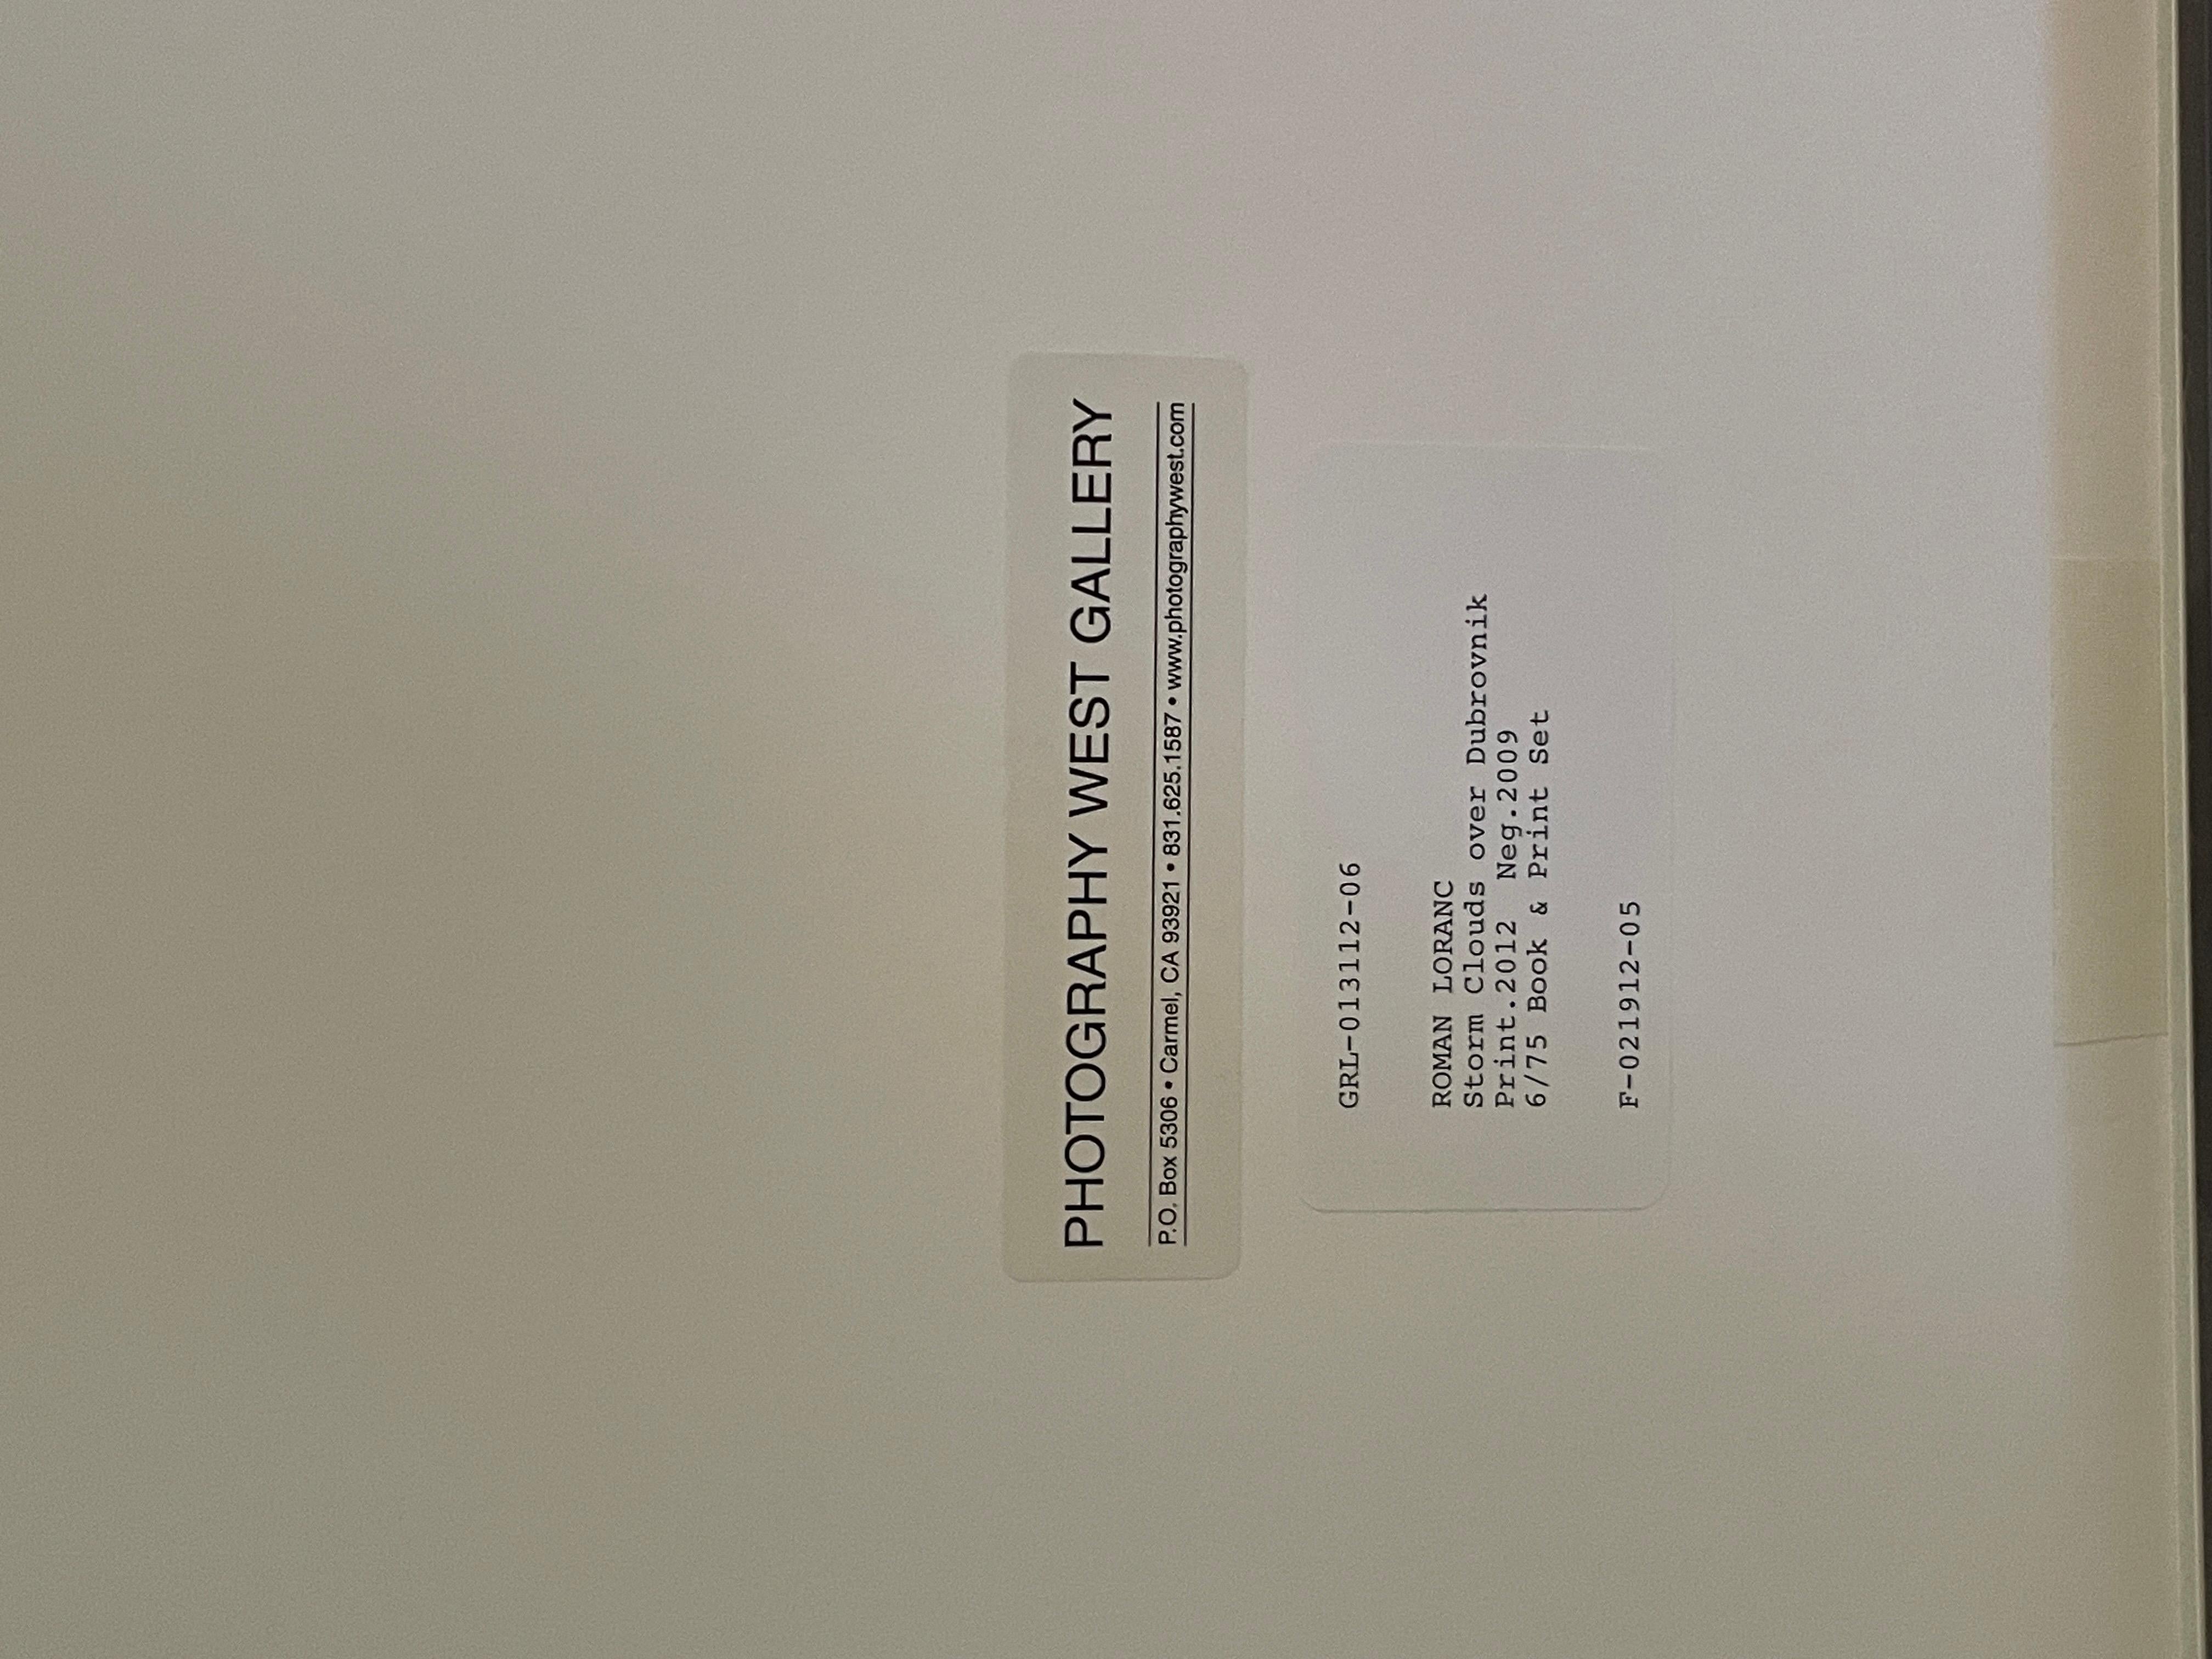 PHOTOGRAPHY WEST GALLERY
P.O. Box 5306 • Carmel, CA 93921 • 831.625.1587 • www.photographywest.com
GRL-013112-06
ROMAN LORANC
Storm Clouds over Dubrovnik
Print.2012 Neg.2009
6/75 Book & Print Set
F-021912-05